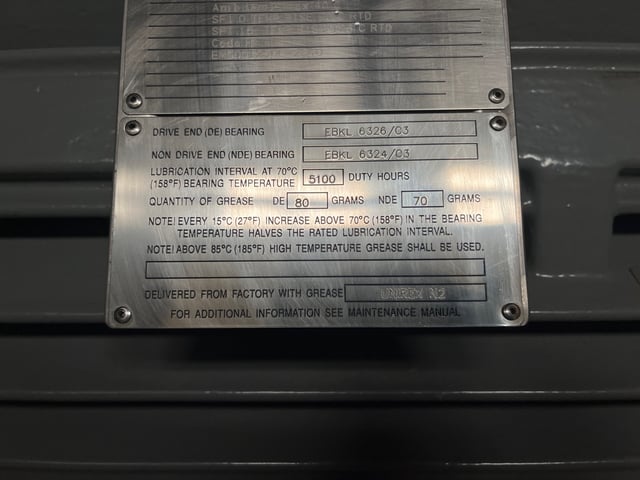 DRIVE END (DE) BEARING EBKL 6326/C3
NON DRIVE END (NDE) BEARING EBKL 6324/C3
LUBRICATION INTERVAL AT 70°C
(158°F) BEARING TEMPERATURE 5100 DUTY HOURS
QUANTITY OF GREASE DE 80 GRAMS NDE 70 GRAMS
NOTE! EVERY 15°C (27°F) INCREASE ABOVE 70°C (158°F) IN THE BEARING
TEMPERATURE HALVES THE RATED LUBRICATION INTERVAL.
NOTE! ABOVE 85°C (185°F) HIGH TEMPERATURE GREASE SHALL BE USED.
DELIVERED FROM FACTORY WITH GREASE UNIREX N2
FOR ADDITIONAL INFORMATION SEE MAINTENANCE MANUAL